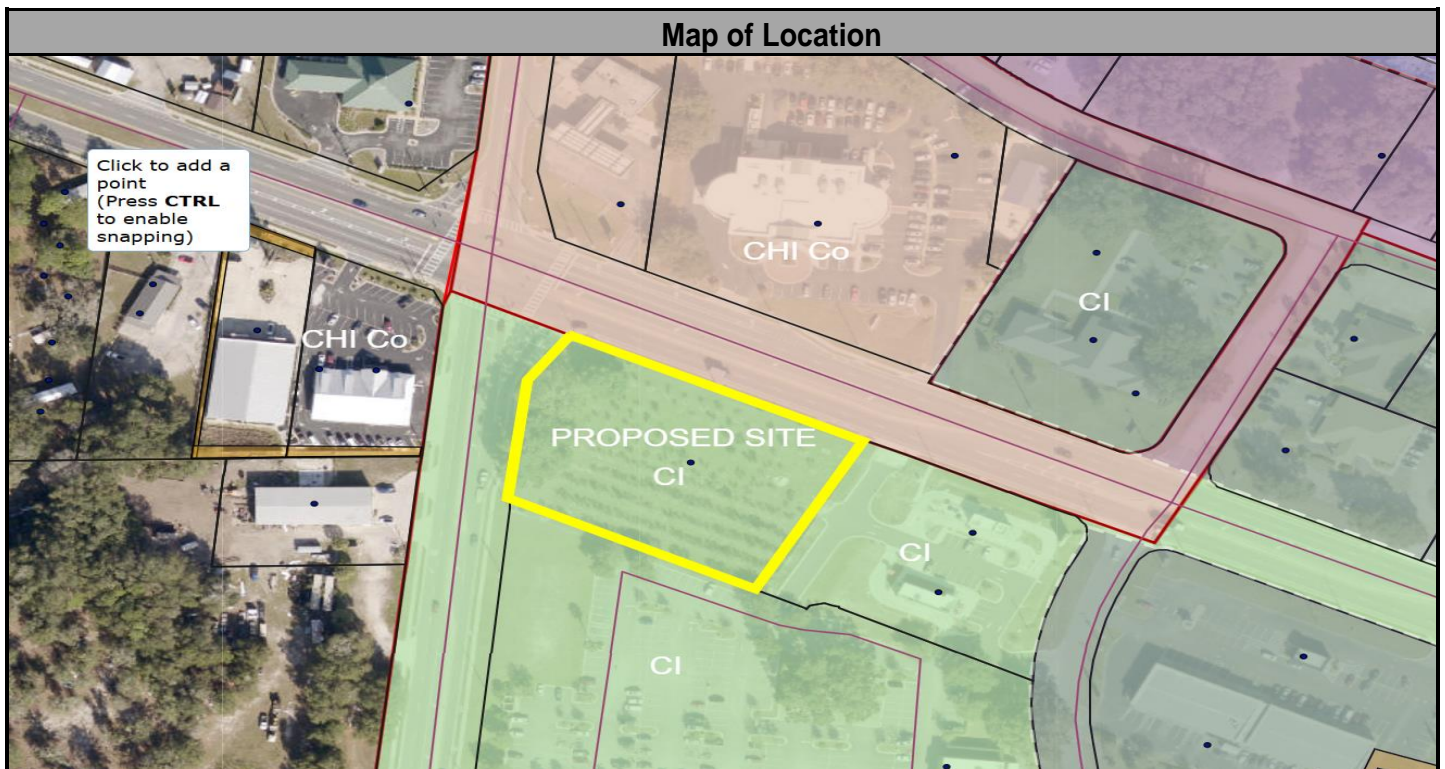 Map of Location
Click to add a
point
(Press CTRL
to enable
snapping)
CHI Co
CI
CHI Co
PROPOSED SITE
CI
CI
CI